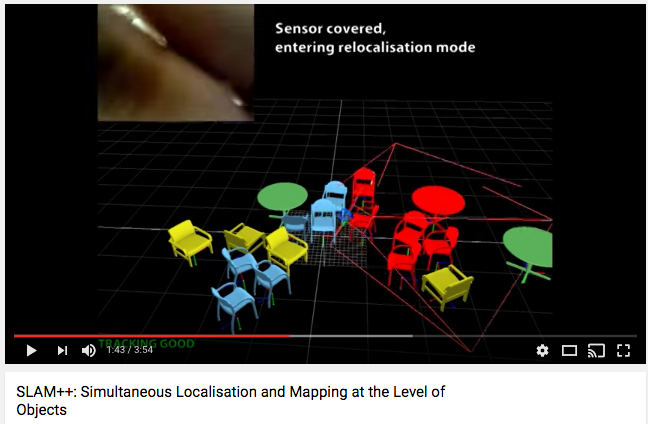 Sensor covered,
entering relocalisation mode
TRACKING GOOD
1:43 / 3:54
SLAM++: Simultaneous Localisation and Mapping at the Level of
Objects